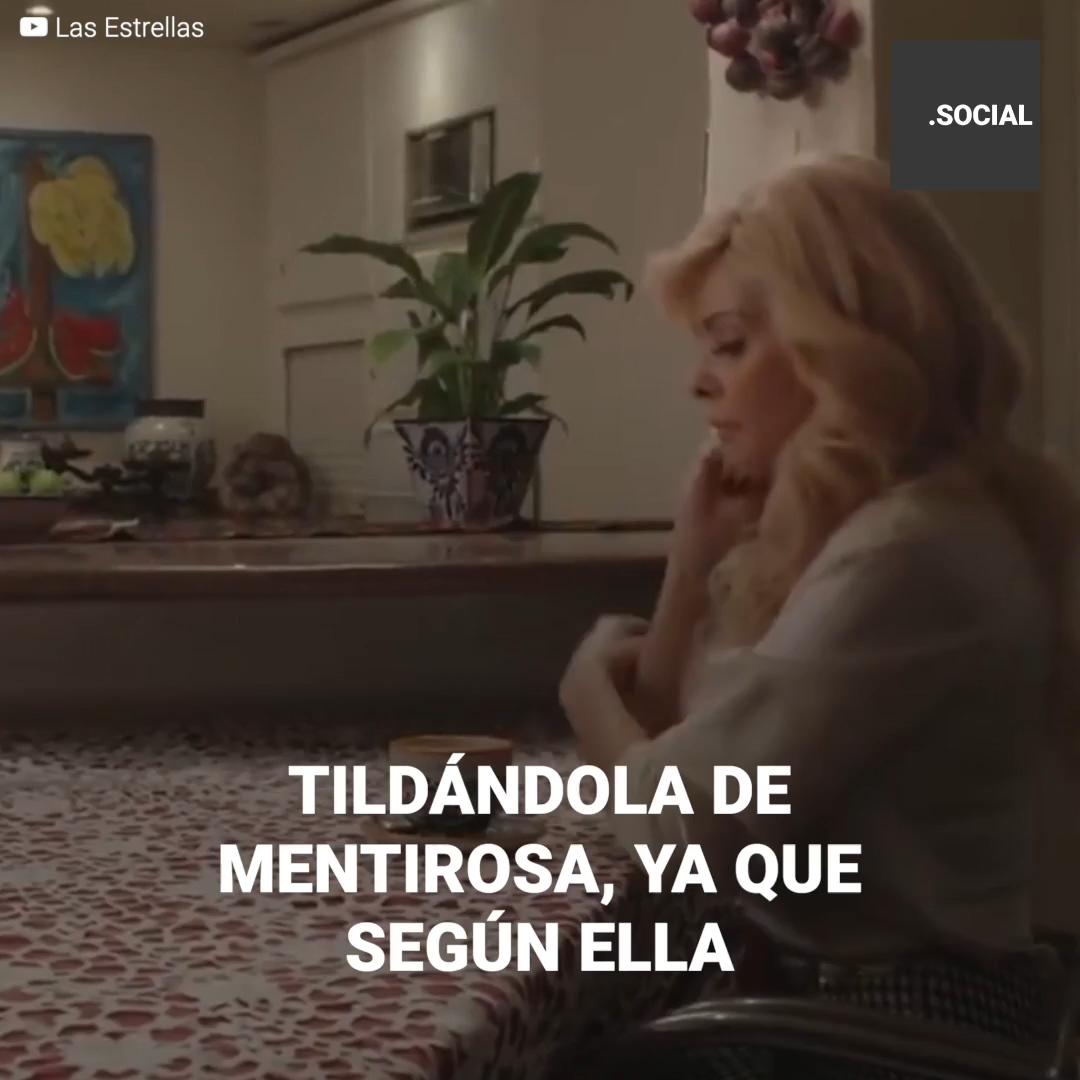 Las Estrellas
.SOCIAL
TILDÁNDOLA DE
MENTIROSA, YA QUE
SEGÚN ELLA